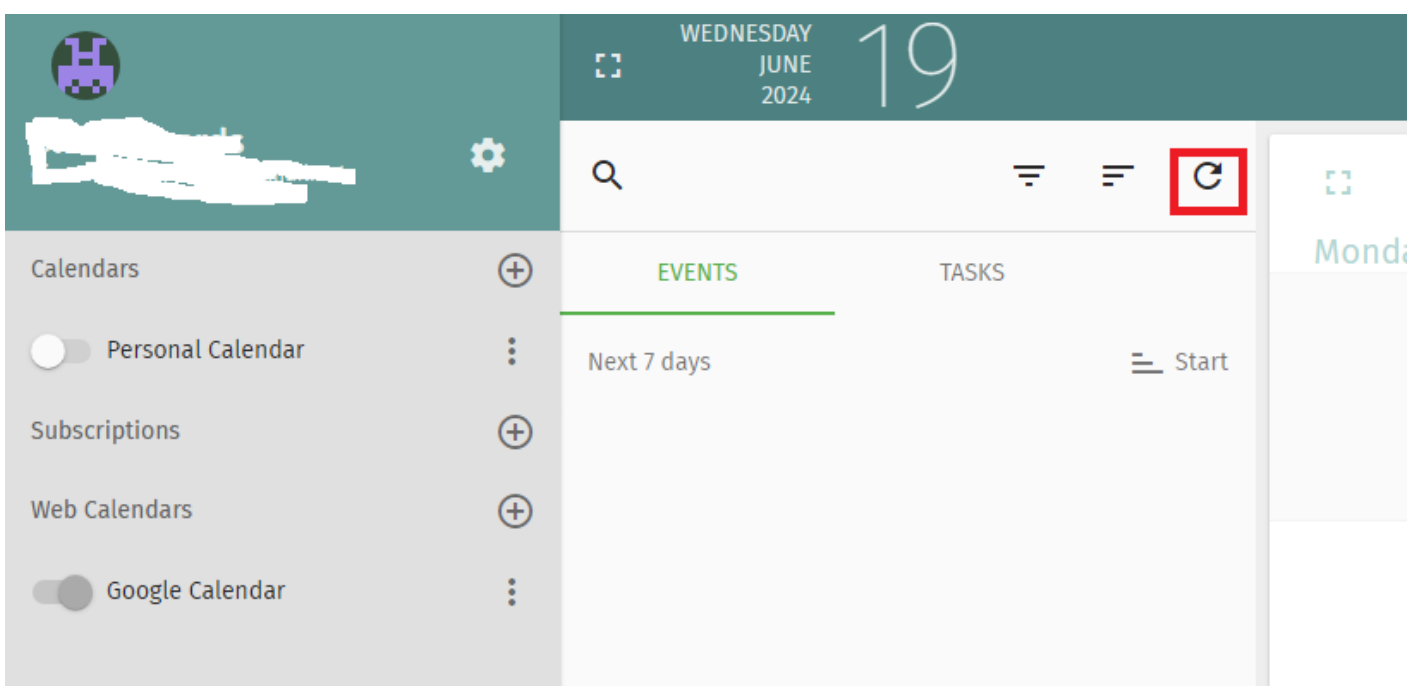 WEDNESDAY
JUNE
2024
19
Calendars
Personal Calendar
Subscriptions
Web Calendars
Google Calendar
EVENTS
TASKS
Next 7 days
Start